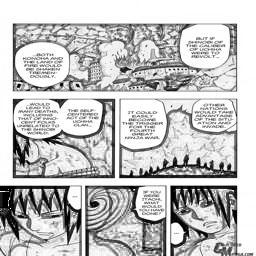 BUT IF
SHINOBI OF
THE CALIBER
OF UCHIHA
WERE TO
REVOLT...
...BOTH
KONOHA AND
THE LAND OF
FIRE WOULD
BE SHAKEN
TREMEN-
DOUSLY.
OTHER
NATIONS
WOULD TAKE
ADVANTAGE
OF THE SITU-
ATION AND
INVADE.
IT COULD
EASILY
BECOME
THE TRIGGER
FOR THE
FOURTH
GREAT
NINJA WAR.
THE SELF-
CENTERED
ACT OF THE
UCHIHA
CLAN...
...WOULD
LEAD TO
MANY DEATHS,
INCLUDING
THAT OF INNO-
CENT FOLKS
UNRELATED
TO THE
SHINOBI
WORLD.
IF YOU
WERE
ITACHI,
WHAT
WOULD YOU
HAVE DONE?